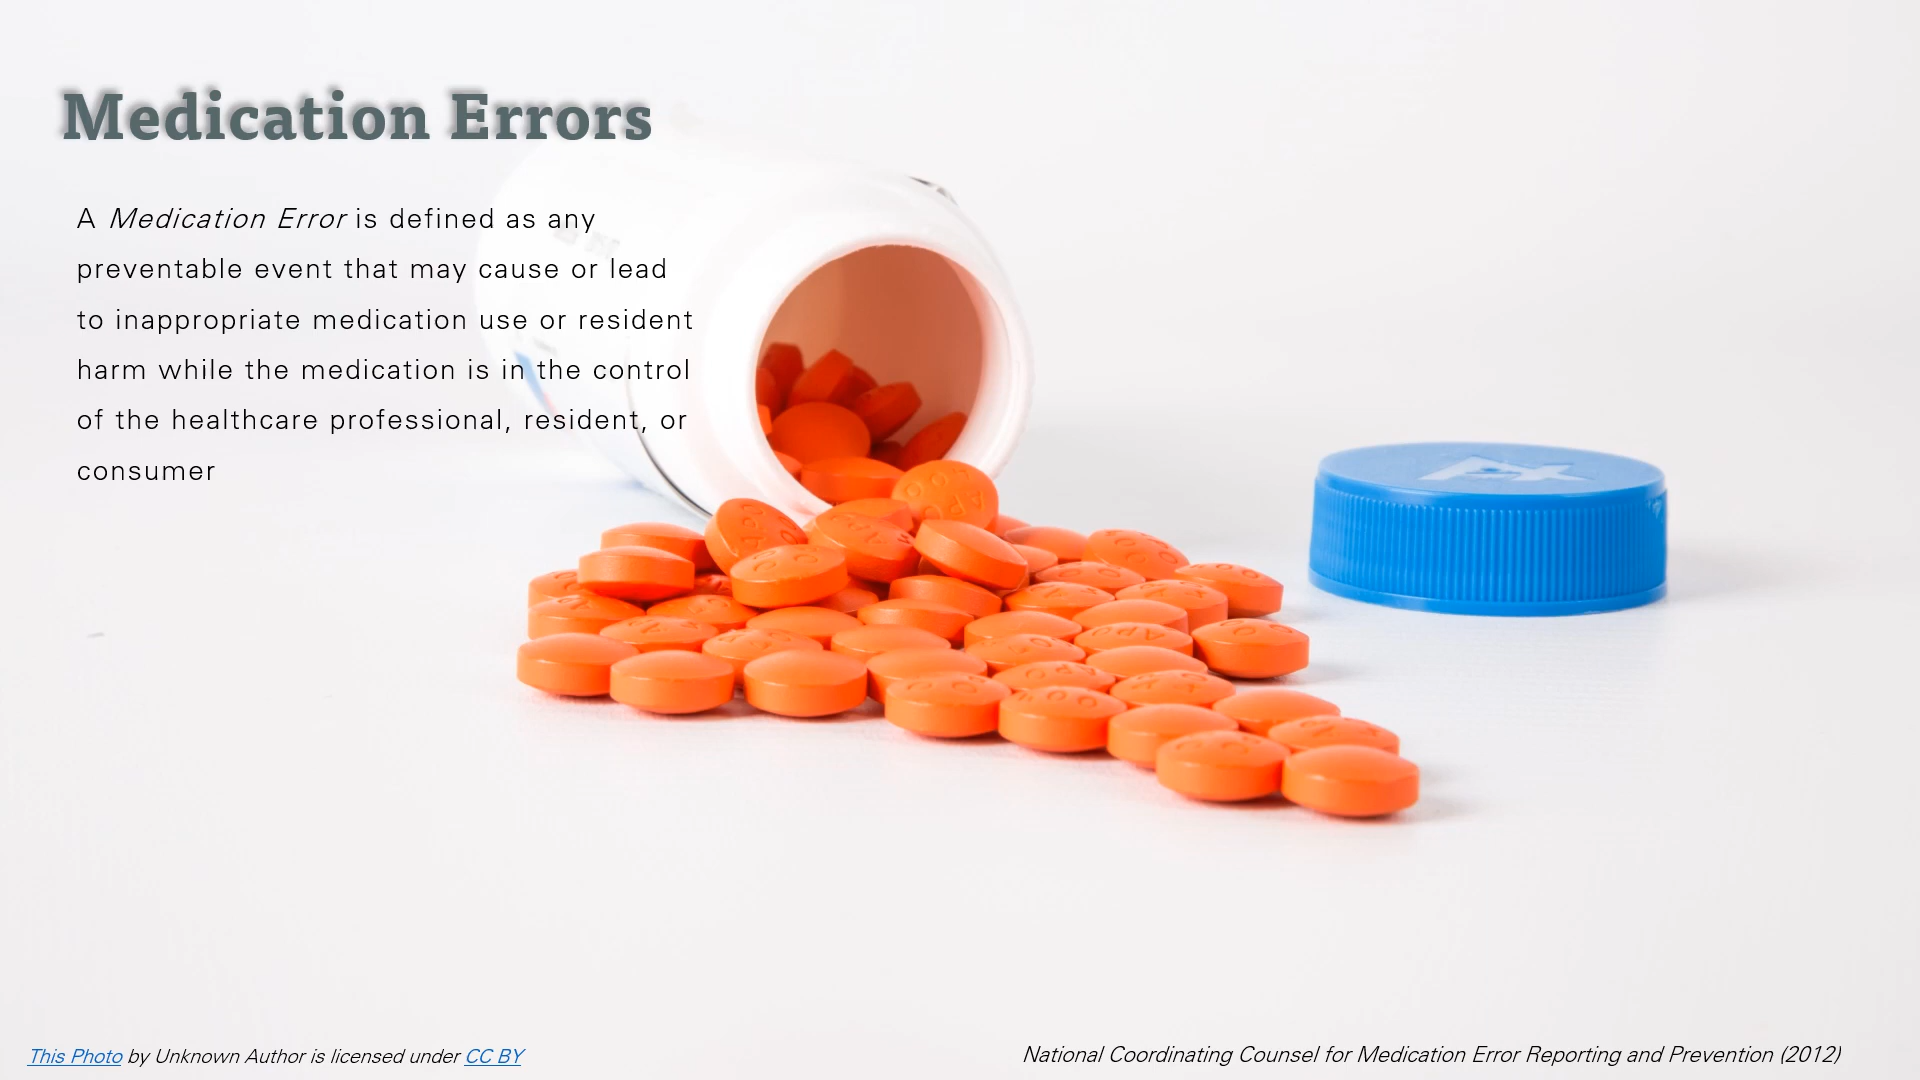 Medication Errors
A Medication Error is defined as any
preventable event that may cause or lead
to inappropriate medication use or resident
harm while the medication is in the control
of the healthcare professional, resident, or
consumer
This Photo by Unknown Author is licensed under CC BY
National Coordinating Counsel for Medication Error Reporting and Prevention (2012)